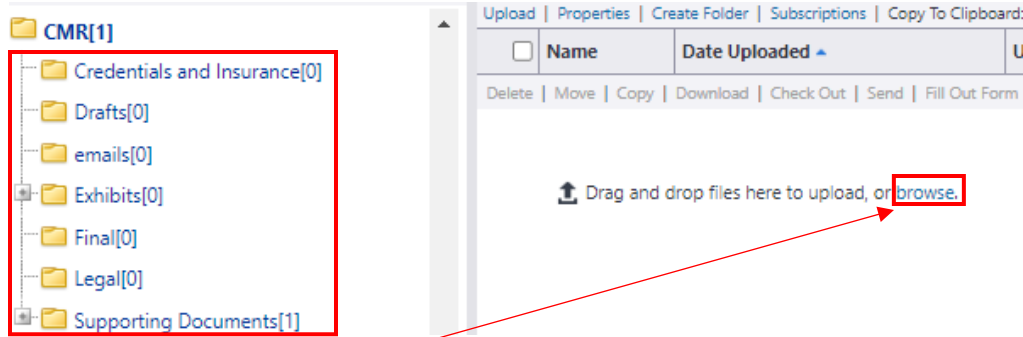 CMR[1]
Credentials and Insurance[0]
Drafts[0]
emails[0]
Exhibits[0]
Final[0]
Legal[0]
Supporting Documents[1]
Upload | Properties | Create Folder | Subscriptions | Copy To Clipboard:
Name Date Uploaded U
Delete | Move | Copy | Download | Check Out | Send | Fill Out Form
Drag and drop files here to upload, or browse.